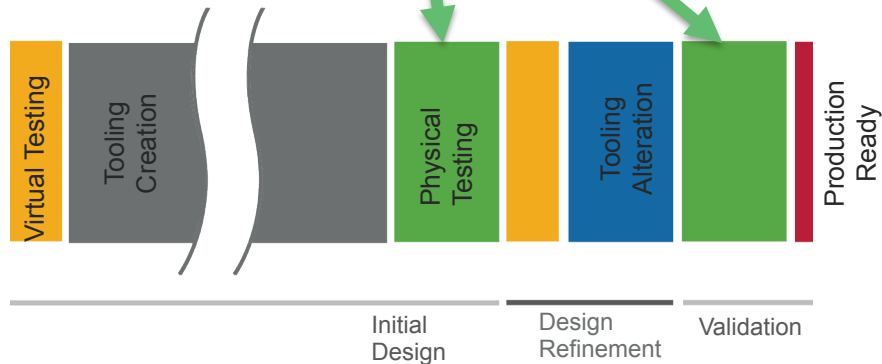 Virtual Testing
Tooling
Creation
Physical
Testing
Tooling
Alteration
Production
Ready
Initial
Design
Design
Refinement
Validation